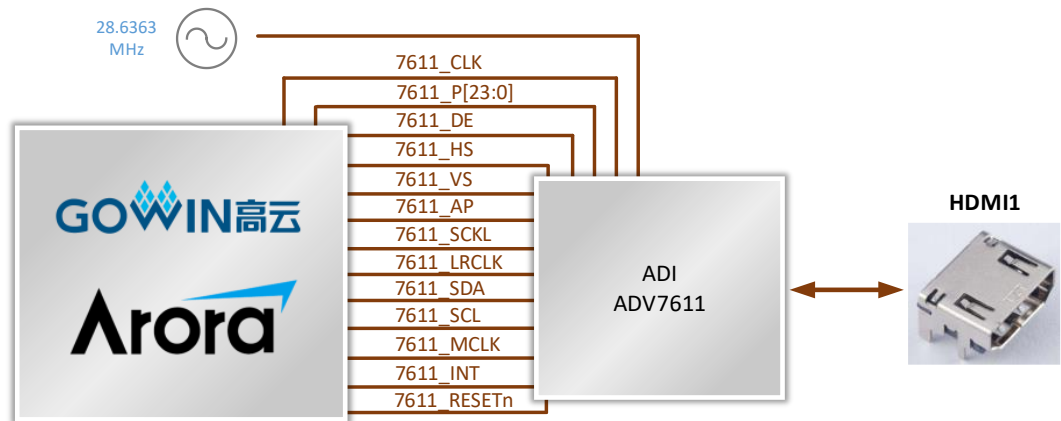 28.6363
MHz
7611_CLK
7611_P[23:0]
7611_DE
7611_HS
7611_VS
7611_AP
7611_SCKL
7611_LRCLK
7611_SDA
7611_SCL
7611_MCLK
7611_INT
7611_RESETn
GOWIN高云
Arora
ADI
ADV7611
HDMI1